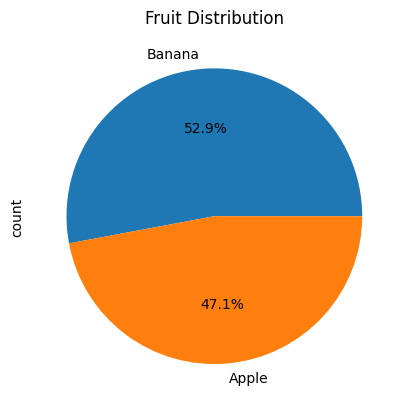 Fruit Distribution
Banana
52.9%
count
47.1%
Apple